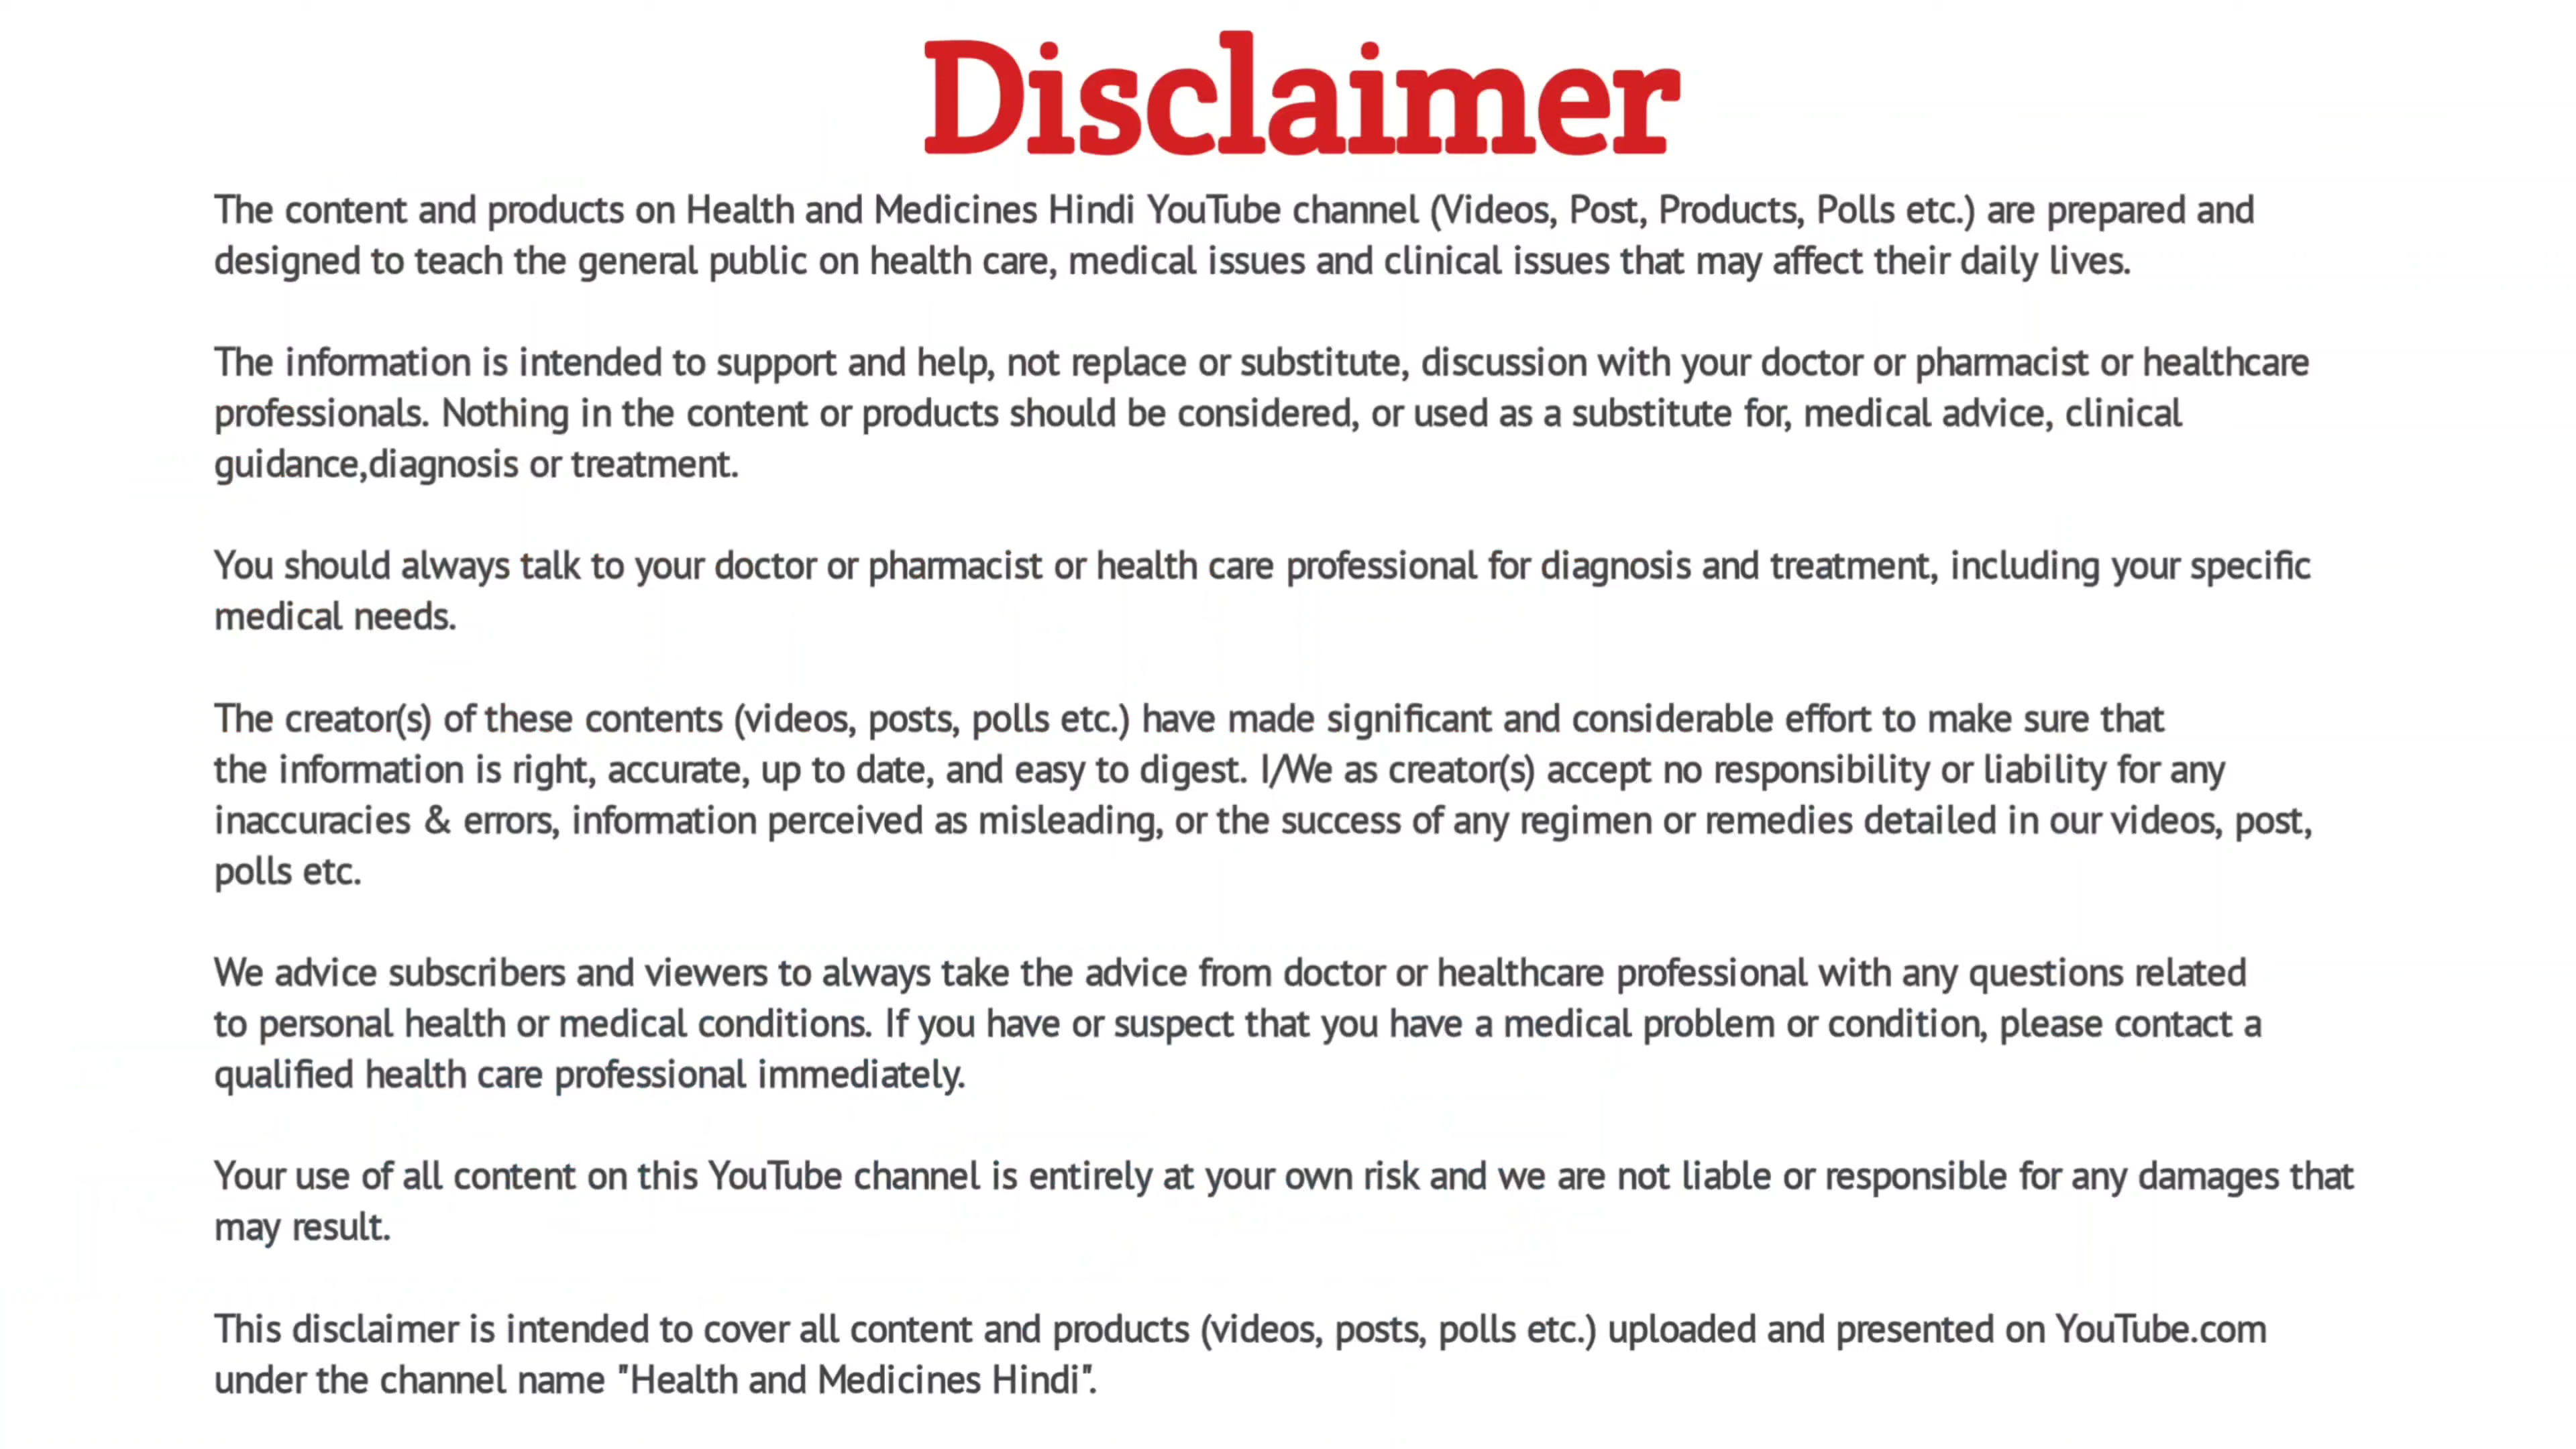 Disclaimer
The content and products on Health and Medicines Hindi YouTube channel (Videos, Post, Products, Polls etc.) are prepared and
designed to teach the general public on health care, medical issues and clinical issues that may affect their daily lives.
The information is intended to support and help, not replace or substitute, discussion with your doctor or pharmacist or healthcare
professionals. Nothing in the content or products should be considered, or used as a substitute for, medical advice, clinical
guidance,diagnosis or treatment.
You should always talk to your doctor or pharmacist or health care professional for diagnosis and treatment, including your specific
medical needs.
The creator(s) of these contents (videos, posts, polls etc.) have made significant and considerable effort to make sure that
the information is right, accurate, up to date, and easy to digest. I/We as creator(s) accept no responsibility or liability for any
inaccuracies & errors, information perceived as misleading, or the success of any regimen or remedies detailed in our videos, post,
polls etc.
We advice subscribers and viewers to always take the advice from doctor or healthcare professional with any questions related
to personal health or medical conditions. If you have or suspect that you have a medical problem or condition, please contact a
qualified health care professional immediately.
Your use of all content on this YouTube channel is entirely at your own risk and we are not liable or responsible for any damages that
may result.
This disclaimer is intended to cover all content and products (videos, posts, polls etc.) uploaded and presented on YouTube.com
under the channel name "Health and Medicines Hindi".